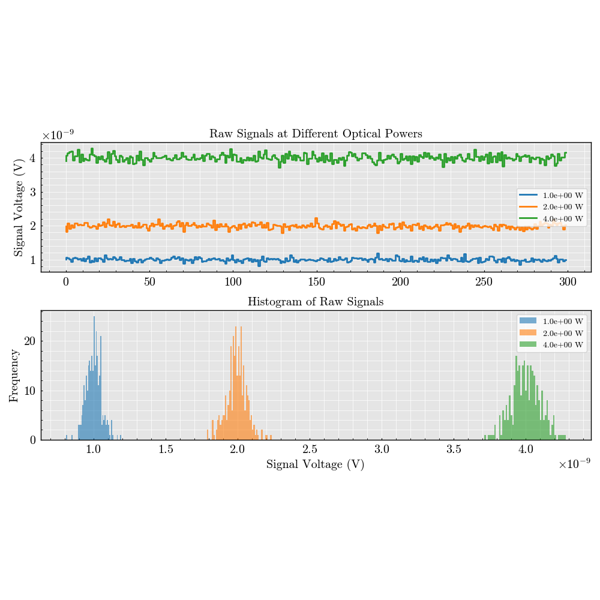 Raw Signals at Different Optical Powers
×10⁻⁹
Signal Voltage (V)
4
3
2
1
1.0e+00 W
2.0e+00 W
4.0e+00 W
0 50 100 150 200 250 300
Histogram of Raw Signals
Frequency
20
10
0
1.0e+00 W
2.0e+00 W
4.0e+00 W
1.0 1.5 2.0 2.5 3.0 3.5 4.0
Signal Voltage (V)
×10⁻⁹